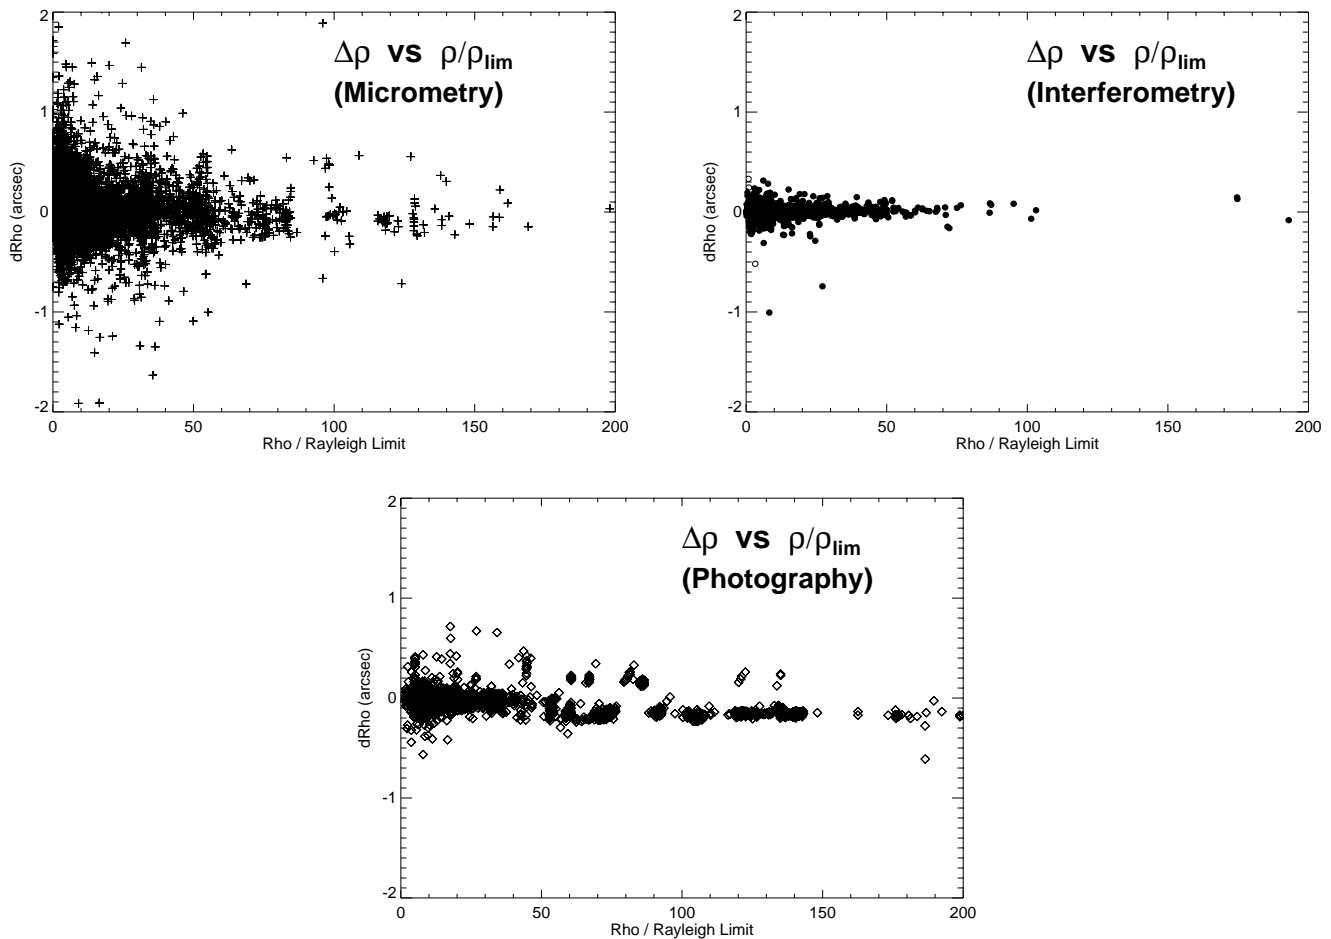 Δρ vs ρ/ρlim
(Micrometry)
2
1
0
-1
-2
dRho (arcsec)
0 50 100 150 200
Rho / Rayleigh Limit
Δρ vs ρ/ρlim
(Interferometry)
2
1
0
-1
-2
dRho (arcsec)
0 50 100 150 200
Rho / Rayleigh Limit
Δρ vs ρ/ρlim
(Photography)
2
1
0
-1
-2
dRho (arcsec)
0 50 100 150 200
Rho / Rayleigh Limit